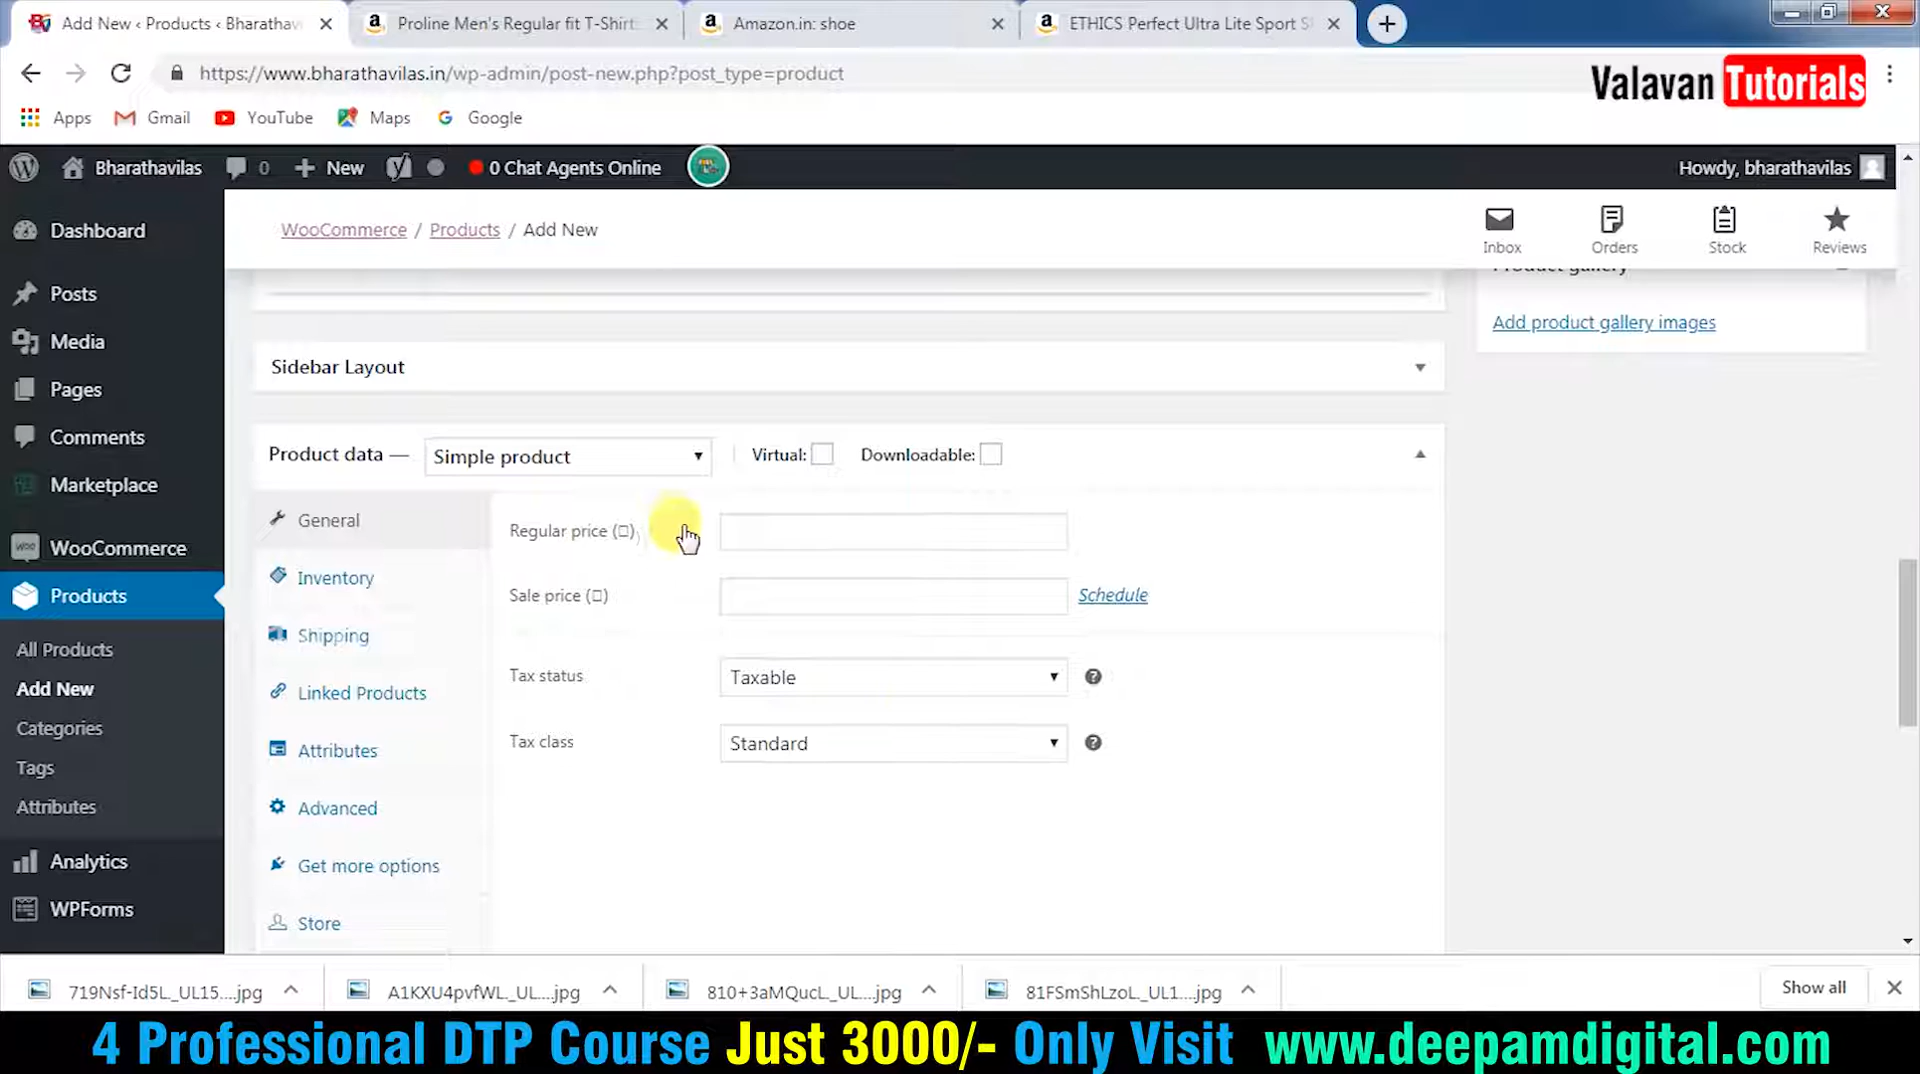 Add New ‹ Products ‹ Bharathavi
Proline Men's Regular fit T-Shirt:
Amazon.in: shoe
ETHICS Perfect Ultra Lite Sport S
https://www.bharathavilas.in/wp-admin/post-new.php?post_type=product
Valavan Tutorials
Apps
Gmail
YouTube
Maps
Google
Bharathavilas
0
New
0 Chat Agents Online
Howdy, bharathavilas
Dashboard
Posts
Media
Pages
Comments
Marketplace
WooCommerce
Products
All Products
Add New
Categories
Tags
Attributes
Analytics
WPForms
WooCommerce / Products / Add New
Inbox
Orders
Stock
Reviews
Product gallery
Add product gallery images
Sidebar Layout
Product data —
Simple product
Virtual:
Downloadable:
General
Inventory
Shipping
Linked Products
Attributes
Advanced
Get more options
Store
Regular price (□)
Sale price (□)
Schedule
Tax status
Taxable
Tax class
Standard
719Nsf-Id5L_UL15....jpg
A1KXU4pvfWL_UL...jpg
810+3aMQucL_UL...jpg
81FSmShLzoL_UL1....jpg
Show all
4 Professional DTP Course Just 3000/- Only Visit www.deepamdigital.com